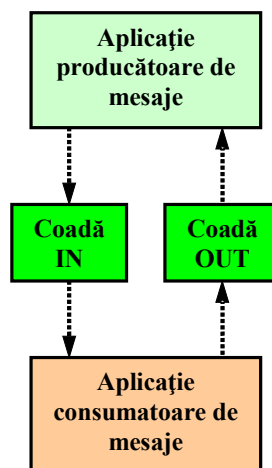 Aplicaţie
producătoare de
mesaje
Coadă
IN
Coadă
OUT
Aplicaţie
consumatoare de
mesaje